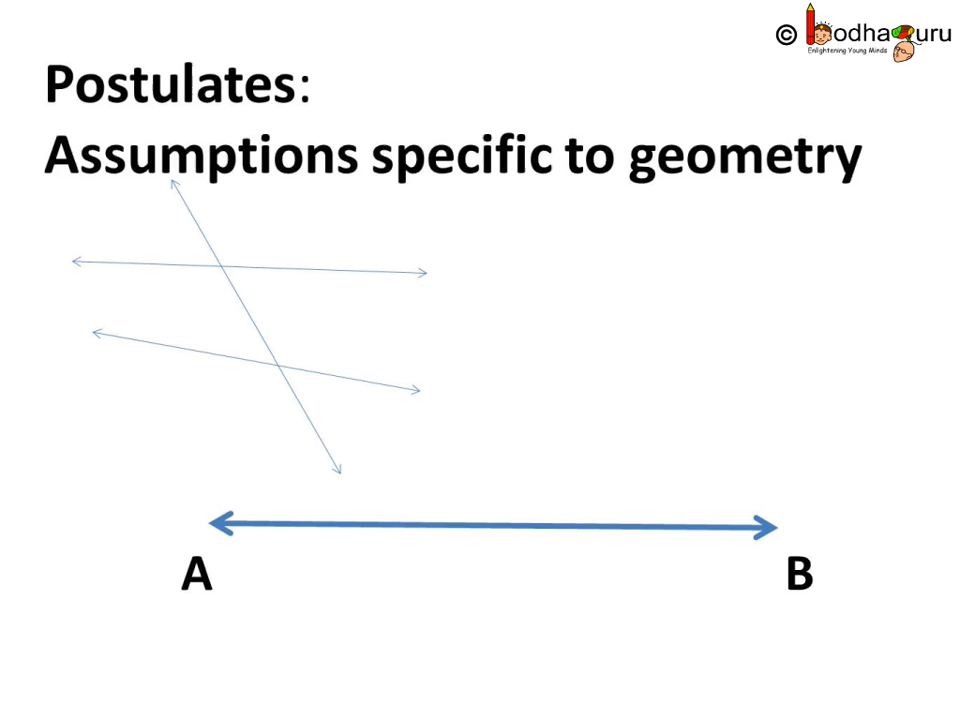 © bodhaguru
Enlightening Young Minds
Postulates:
Assumptions specific to geometry
A B